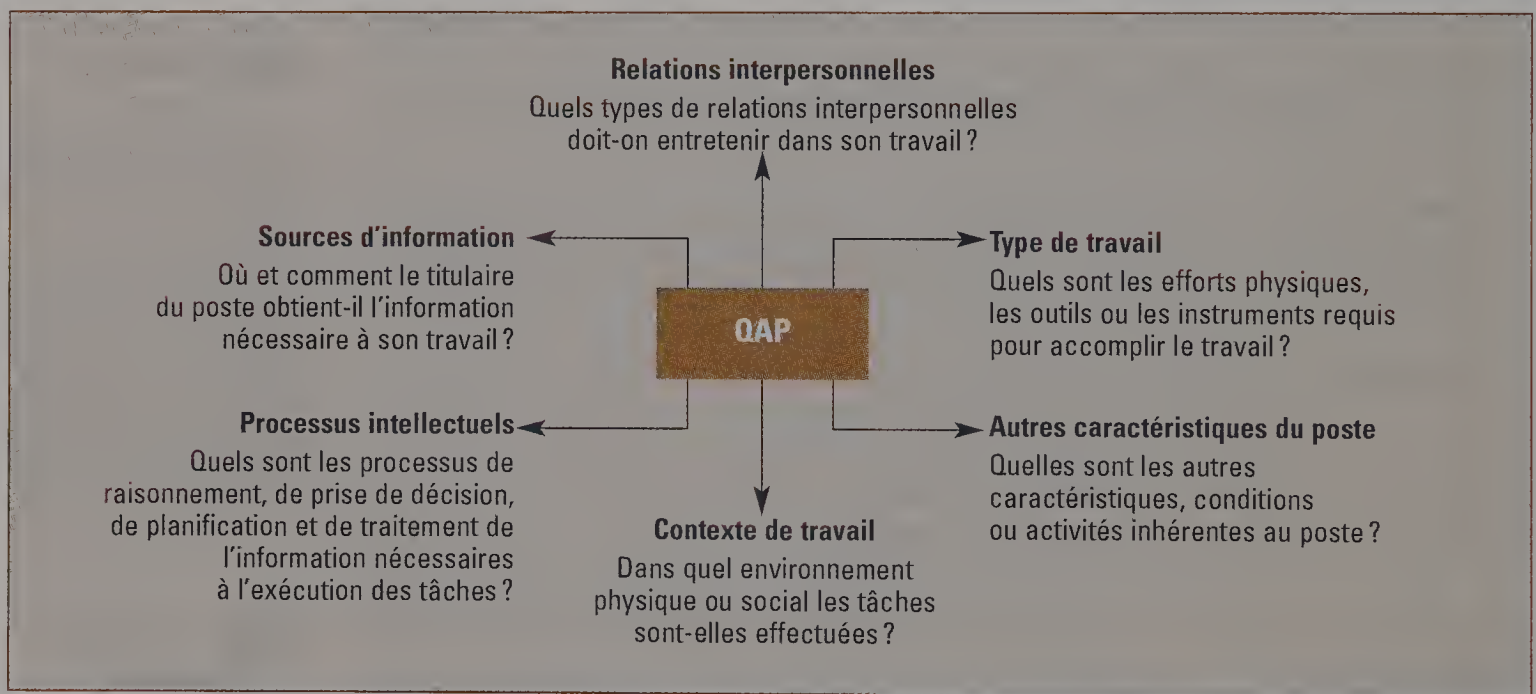 Relations interpersonnelles
Quels types de relations interpersonnelles
doit-on entretenir dans son travail ?
Sources d'information
Où et comment le titulaire
du poste obtient-il l'information
nécessaire à son travail ?
Type de travail
Quels sont les efforts physiques,
les outils ou les instruments requis
pour accomplir le travail ?
QAP
Processus intellectuels
Quels sont les processus de
raisonnement, de prise de décision,
de planification et de traitement de
l'information nécessaires
à l'exécution des tâches ?
Autres caractéristiques du poste
Quelles sont les autres
caractéristiques, conditions
ou activités inhérentes au poste ?
Contexte de travail
Dans quel environnement
physique ou social les tâches
sont-elles effectuées ?